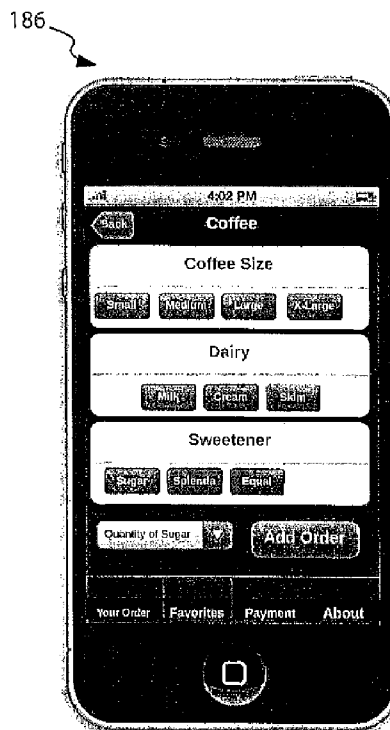 186
4:02 PM
Back
Coffee
Coffee Size
Small Medium Large X-Large
Dairy
Milk Cream Skim
Sweetener
Sugar Splenda Equal
Quantity of Sugar Add Order
Your Order Favorites Payment About